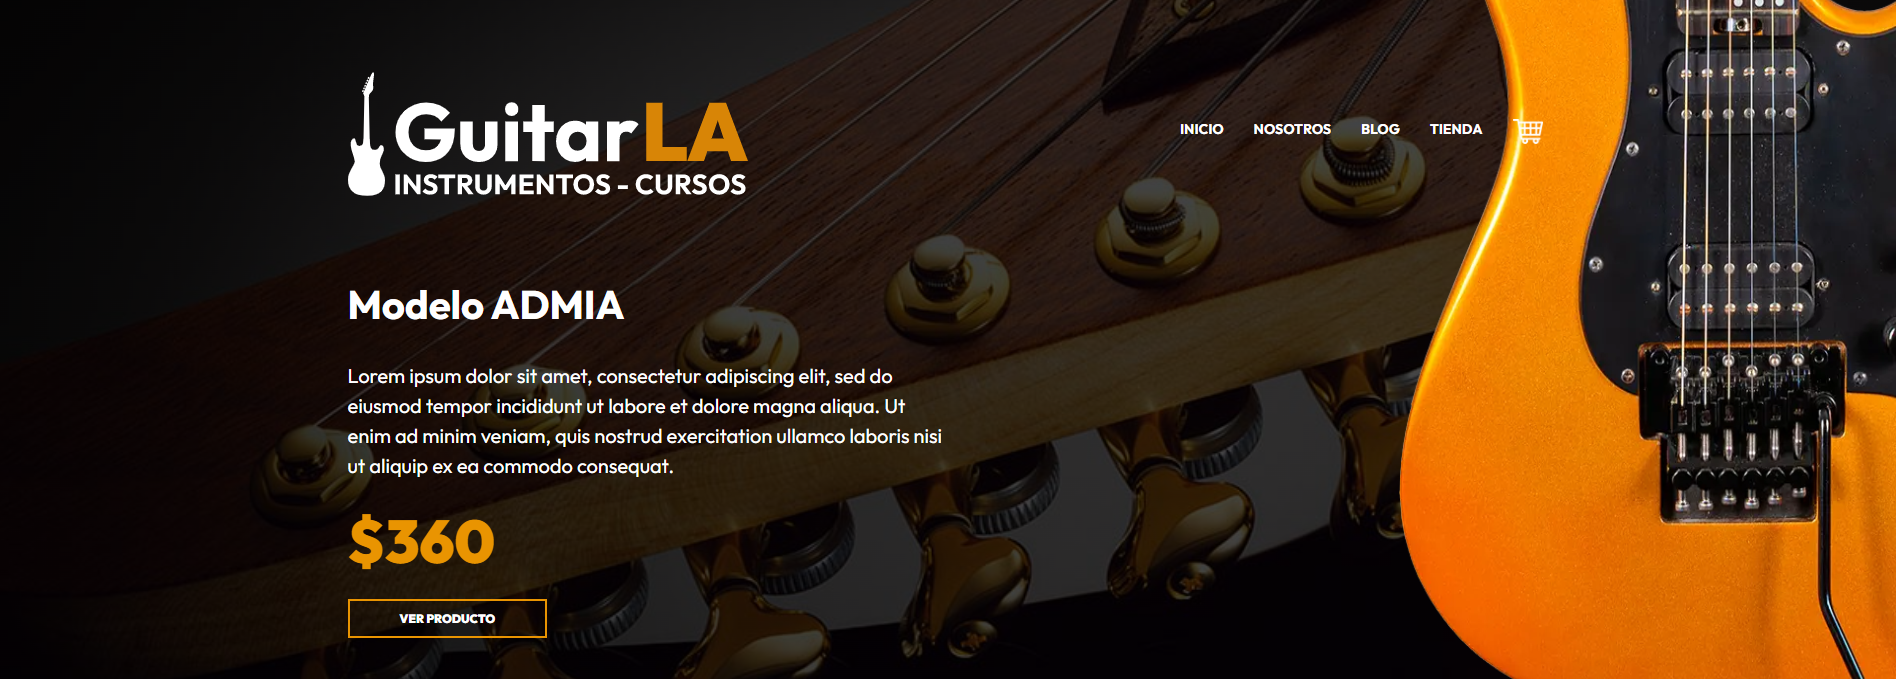 GuitarLA
INSTRUMENTOS - CURSOS
INICIO NOSOTROS BLOG TIENDA
Modelo ADMIA
Lorem ipsum dolor sit amet, consectetur adipiscing elit, sed do
eiusmod tempor incididunt ut labore et dolore magna aliqua. Ut
enim ad minim veniam, quis nostrud exercitation ullamco laboris nisi
ut aliquip ex ea commodo consequat.
$360
VER PRODUCTO